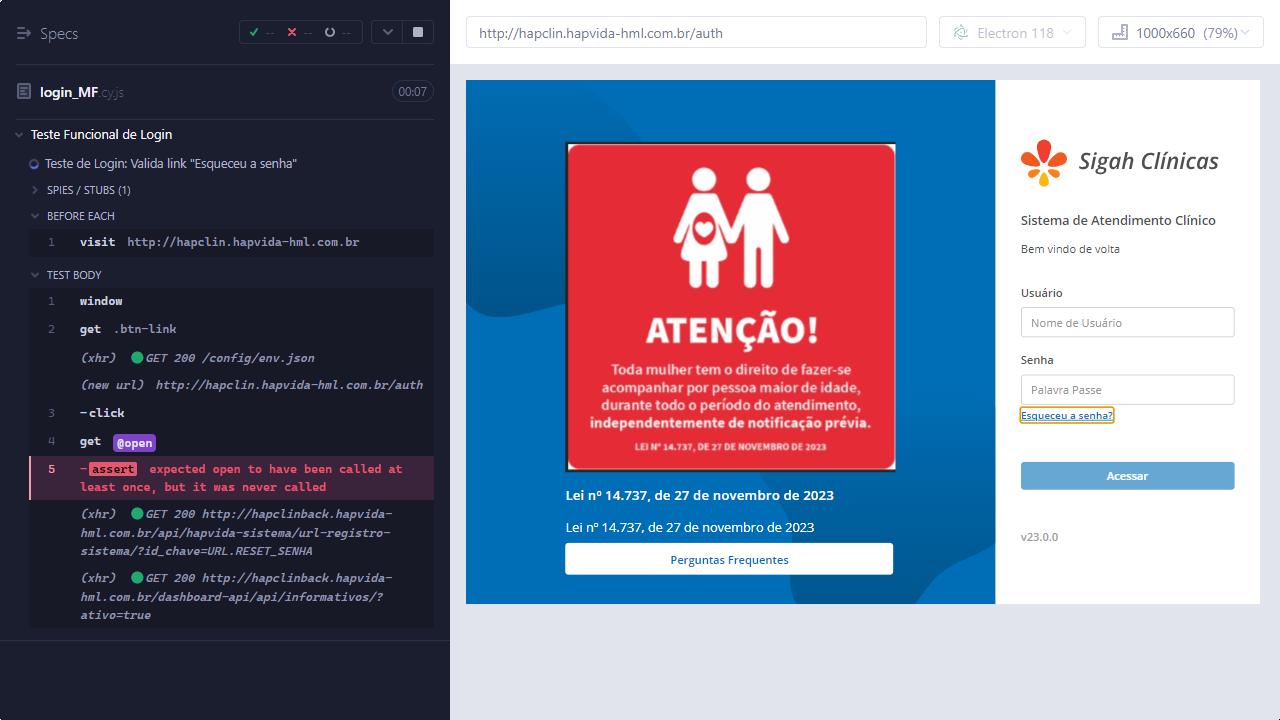 Specs
-- -- --
login_MF.cy.js
00:07
Teste Funcional de Login
Teste de Login: Valida link "Esqueceu a senha"
SPIES / STUBS (1)
BEFORE EACH
1 visit http://hapclin.hapvida-hml.com.br
TEST BODY
1 window
2 get .btn-link
(xhr) GET 200 /config/env.json
(new url) http://hapclin.hapvida-hml.com.br/auth
3 -click
4 get @open
5 -assert expected open to have been called at
least once, but it was never called
(xhr) GET 200 http://hapclinback.hapvida-
hml.com.br/api/hapvida-sistema/url-registro-
sistema/?id_chave=URL.RESET_SENHA
(xhr) GET 200 http://hapclinback.hapvida-
hml.com.br/dashboard-api/api/informativos/?
ativo=true
http://hapclin.hapvida-hml.com.br/auth
Electron 118
1000x660 (79%)
ATENÇÃO!
Toda mulher tem o direito de fazer-se
acompanhar por pessoa maior de idade,
durante todo o período do atendimento,
independentemente de notificação prévia.
LEI Nº 14.737, DE 27 DE NOVEMBRO DE 2023
Lei nº 14.737, de 27 de novembro de 2023
Lei nº 14.737, de 27 de novembro de 2023
Perguntas Frequentes
Sigah Clínicas
Sistema de Atendimento Clínico
Bem vindo de volta
Usuário
Nome de Usuário
Senha
Palavra Passe
Esqueceu a senha?
Acessar
v23.0.0